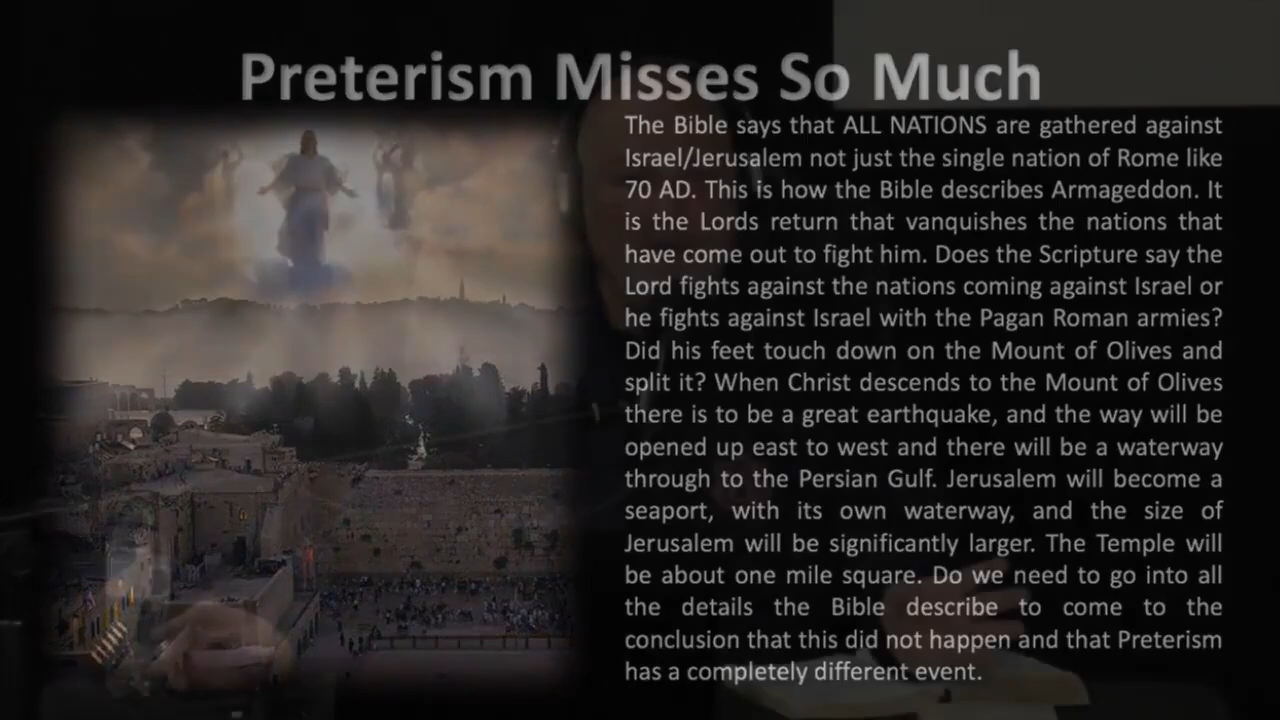 Preterism Misses So Much
The Bible says that ALL NATIONS are gathered against
Israel/Jerusalem not just the single nation of Rome like
70 AD. This is how the Bible describes Armageddon. It
is the Lords return that vanquishes the nations that
have come out to fight him. Does the Scripture say the
Lord fights against the nations coming against Israel or
he fights against Israel with the Pagan Roman armies?
Did his feet touch down on the Mount of Olives and
split it? When Christ descends to the Mount of Olives
there is to be a great earthquake, and the way will be
opened up east to west and there will be a waterway
through to the Persian Gulf. Jerusalem will become a
seaport, with its own waterway, and the size of
Jerusalem will be significantly larger. The Temple will
be about one mile square. Do we need to go into all
the details the Bible describe to come to the
conclusion that this did not happen and that Preterism
has a completely different event.